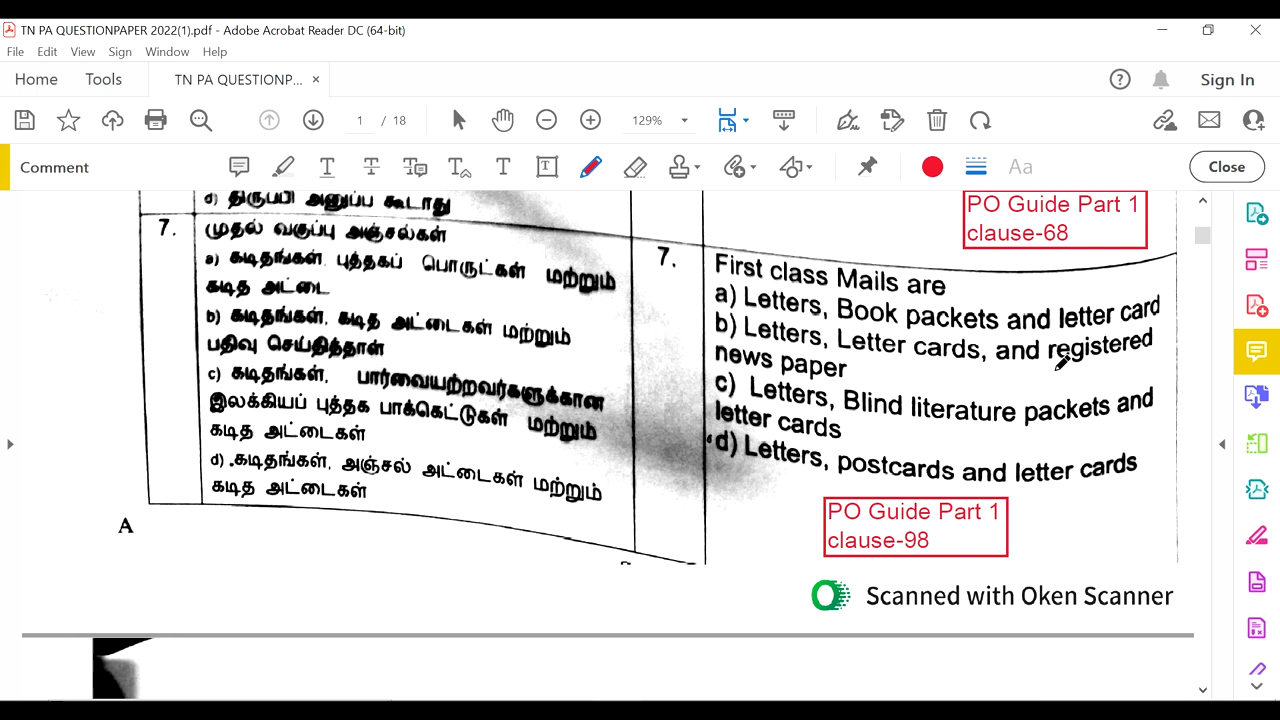 TN PA QUESTIONPAPER 2022(1).pdf - Adobe Acrobat Reader DC (64-bit)
File Edit View Sign Window Help
Home Tools TN PA QUESTIONP... × Sign In
1 / 18 129%
Comment T T T T Aa Close
d) திருப்பி அனுப்ப கூடாது
PO Guide Part 1
clause-68
7.
முதல் வகுப்பு அஞ்சல்கள்
a) கடிதங்கள், புத்தகப் பொருட்கள் மற்றும்
கடித அட்டை
b) கடிதங்கள், கடித அட்டைகள் மற்றும்
பதிவு செய்தித்தாள்
c) கடிதங்கள், பார்வையற்றவர்களுக்கான
இலக்கியப் புத்தக பாக்கெட்டுகள் மற்றும்
கடித அட்டைகள்
d) .கடிதங்கள், அஞ்சல் அட்டைகள் மற்றும்
கடித அட்டைகள்
7.
First class Mails are
a) Letters, Book packets and letter card
b) Letters, Letter cards, and registered
news paper
c) Letters, Blind literature packets and
letter cards
d) Letters, postcards and letter cards
PO Guide Part 1
clause-98
A
Scanned with Oken Scanner